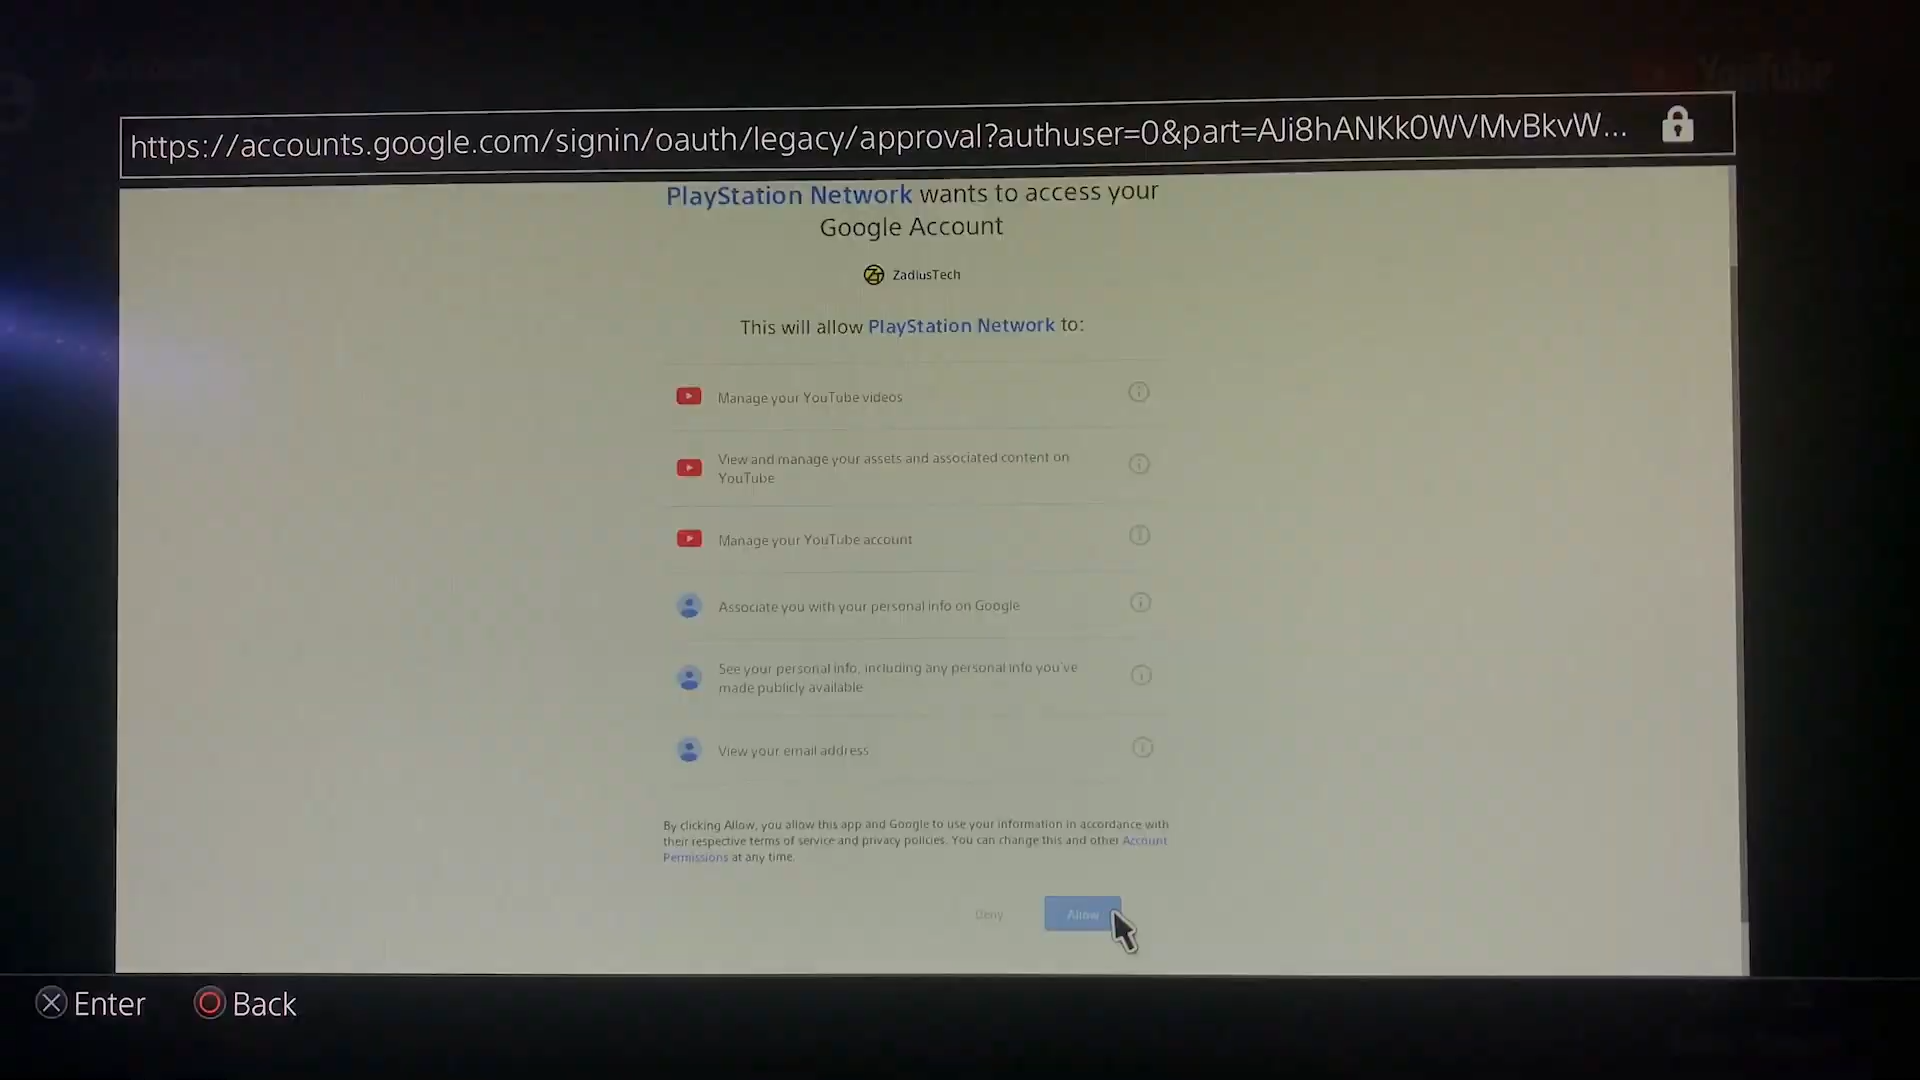 YouTube
https://accounts.google.com/signin/oauth/legacy/approval?authuser=0&part=AJi8hANKk0WVMvBkvW...
PlayStation Network wants to access your
Google Account
ZadiusTech
This will allow PlayStation Network to:
Manage your YouTube videos
View and manage your assets and associated content on
YouTube
Manage your YouTube account
Associate you with your personal info on Google
See your personal info, including any personal info you've
made publicly available
View your email address
By clicking Allow, you allow this app and Google to use your information in accordance with
their respective terms of service and privacy policies. You can change this and other Account
Permissions at any time.
Deny Allow
Enter Back